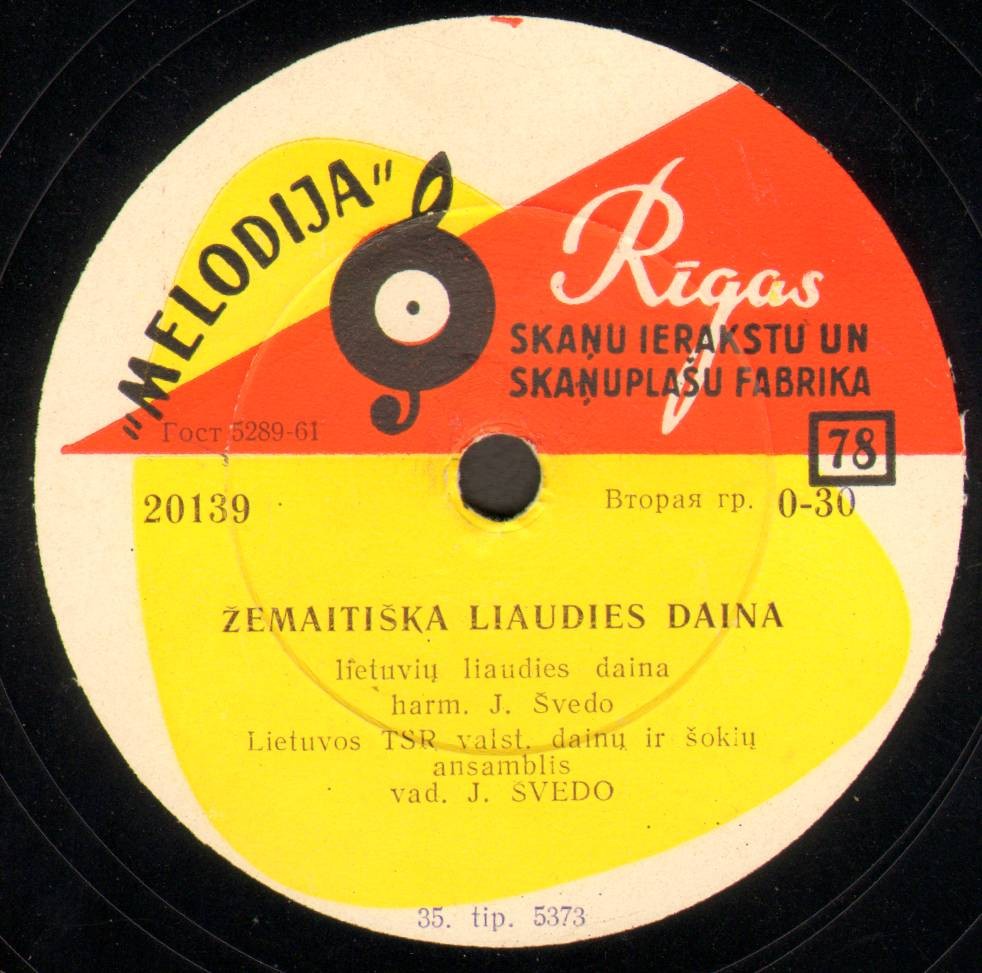 "MELODIJA"
Rīgas
SKAŅU IERAKSTU UN
SKAŅUPLAŠU FABRIKA
Гост 5289-61
78
20139
Вторая гр. 0-30
ŽEMAITIŠKA LIAUDIES DAINA
lietuvių liaudies daina
harm. J. Švedo
Lietuvos TSR valst. dainų ir šokių
ansamblis
vad. J. ŠVEDO
35. tip. 5373